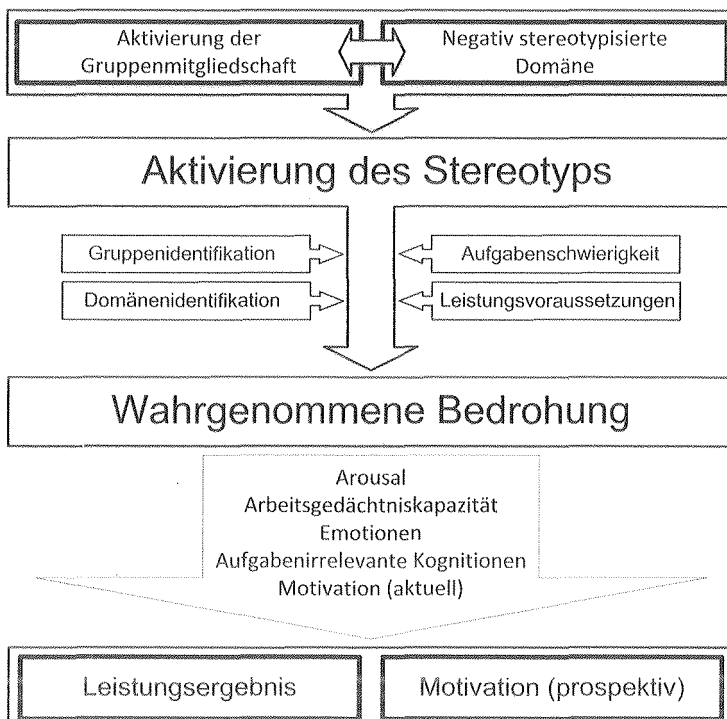 Aktivierung der
Gruppenmitgliedschaft
Negativ stereotypisierte
Domäne
Aktivierung des Stereotyps
Gruppenidentifikation
Aufgabenschwierigkeit
Domänenidentifikation
Leistungsvoraussetzungen
Wahrgenommene Bedrohung
Arousal
Arbeitsgedächtniskapazität
Emotionen
Aufgabenirrelevante Kognitionen
Motivation (aktuell)
Leistungsergebnis
Motivation (prospektiv)